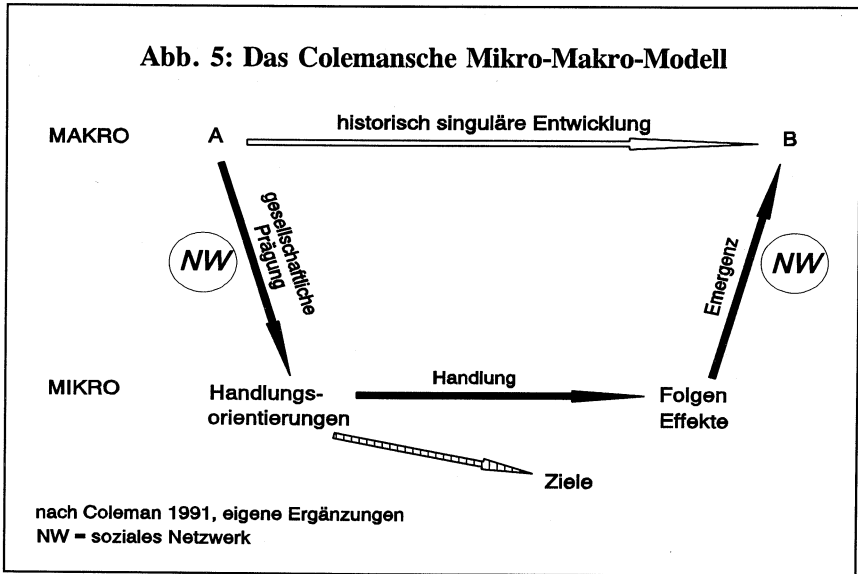 Abb. 5: Das Colemansche Mikro-Makro-Modell
historisch singuläre Entwicklung
MAKRO A B
gesellschaftliche
Prägung
NW
Emergenz
NW
MIKRO
Handlungs-
orientierungen
Handlung
Folgen
Effekte
Ziele
nach Coleman 1991, eigene Ergänzungen
NW = soziales Netzwerk